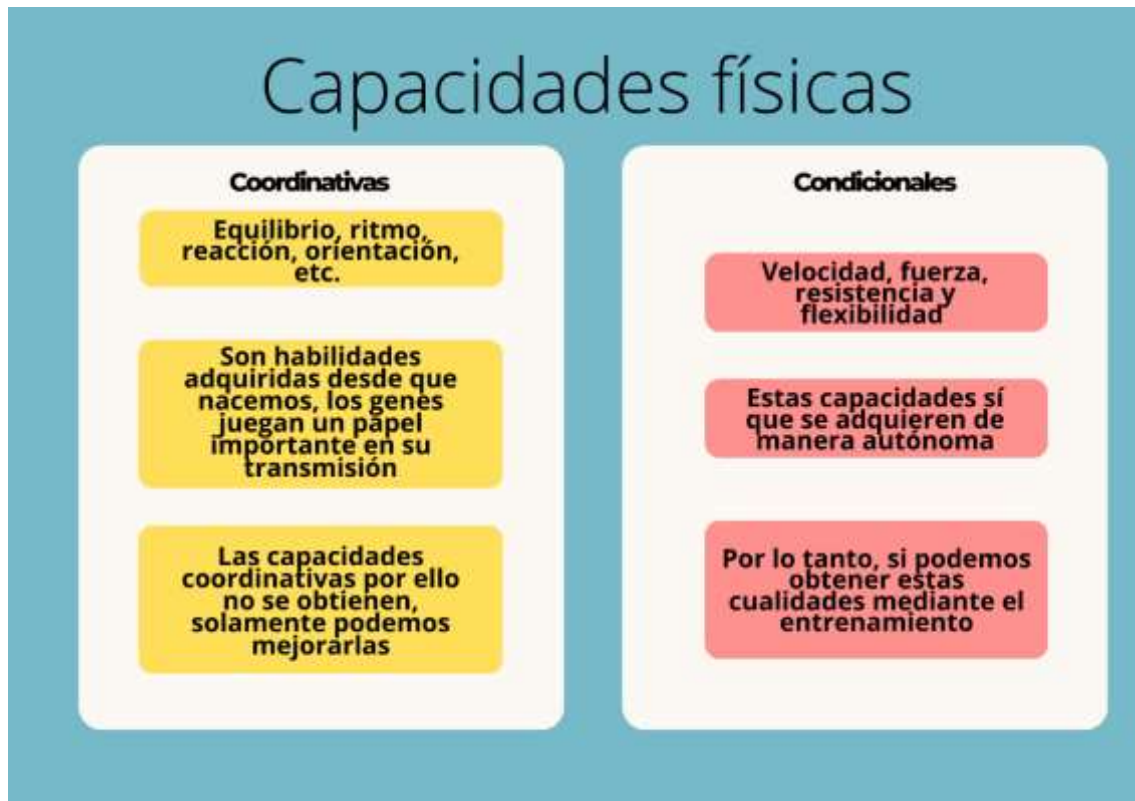 Capacidades físicas
Coordinativas
Equilibrio, ritmo,
reacción, orientación,
etc.
Son habilidades
adquiridas desde que
nacemos, los genes
juegan un papel
importante en su
transmisión
Las capacidades
coordinativas por ello
no se obtienen,
solamente podemos
mejorarlas
Condicionales
Velocidad, fuerza,
resistencia y
flexibilidad
Estas capacidades sí
que se adquieren de
manera autónoma
Por lo tanto, si podemos
obtener estas
cualidades mediante el
entrenamiento